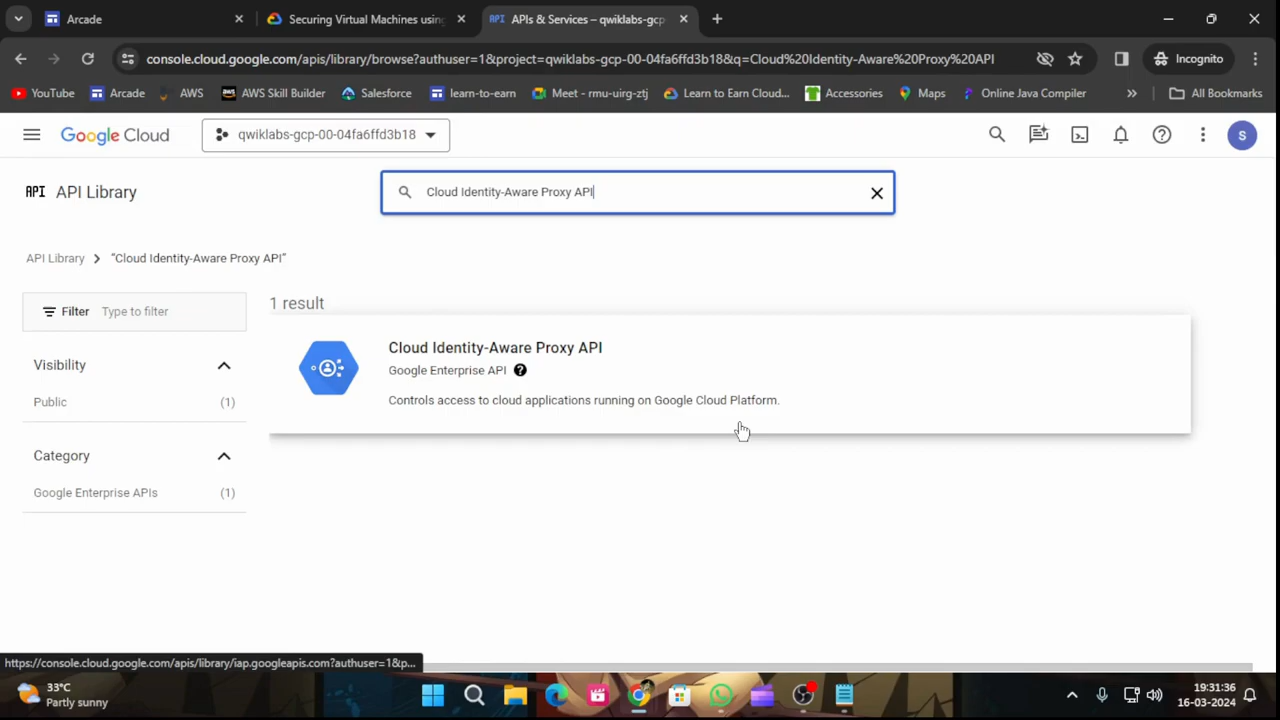 Arcade
Securing Virtual Machines using
API APIs & Services – qwiklabs-gcp
console.cloud.google.com/apis/library/browse?authuser=1&project=qwiklabs-gcp-00-04fa6ffd3b18&q=Cloud%20Identity-Aware%20Proxy%20API
Incognito
YouTube Arcade AWS AWS Skill Builder Salesforce learn-to-earn Meet - rmu-uirg-ztj Learn to Earn Cloud... Accessories Maps Online Java Compiler All Bookmarks
Google Cloud qwiklabs-gcp-00-04fa6ffd3b18 S
API API Library
Cloud Identity-Aware Proxy API
API Library "Cloud Identity-Aware Proxy API"
Filter Type to filter
1 result
Visibility
Public (1)
Category
Google Enterprise APIs (1)
Cloud Identity-Aware Proxy API
Google Enterprise API
Controls access to cloud applications running on Google Cloud Platform.
https://console.cloud.google.com/apis/library/iap.googleapis.com?authuser=1&p...
33°C
Partly sunny
19:31:36
16-03-2024